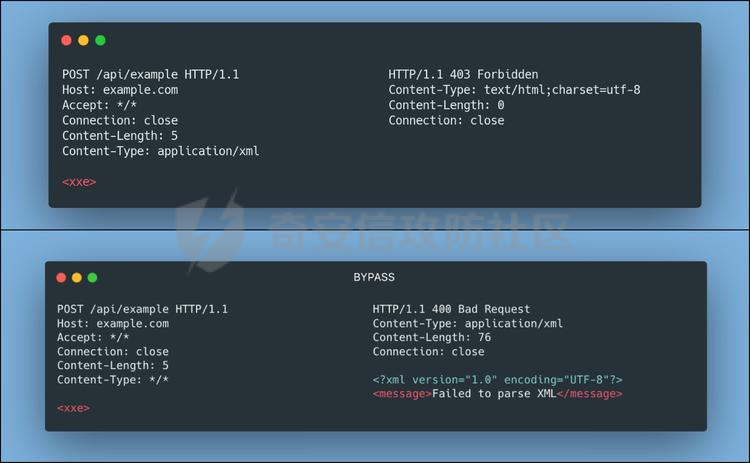 POST /api/example HTTP/1.1
Host: example.com
Accept: */*
Connection: close
Content-Length: 5
Content-Type: application/xml
<xxe>
HTTP/1.1 403 Forbidden
Content-Type: text/html;charset=utf-8
Content-Length: 0
Connection: close
奇安信攻防社区
BYPASS
POST /api/example HTTP/1.1
Host: example.com
Accept: */*
Connection: close
Content-Length: 5
Content-Type: */*
<xxe>
HTTP/1.1 400 Bad Request
Content-Type: application/xml
Content-Length: 76
Connection: close
<?xml version="1.0" encoding="UTF-8"?>
<message>Failed to parse XML</message>